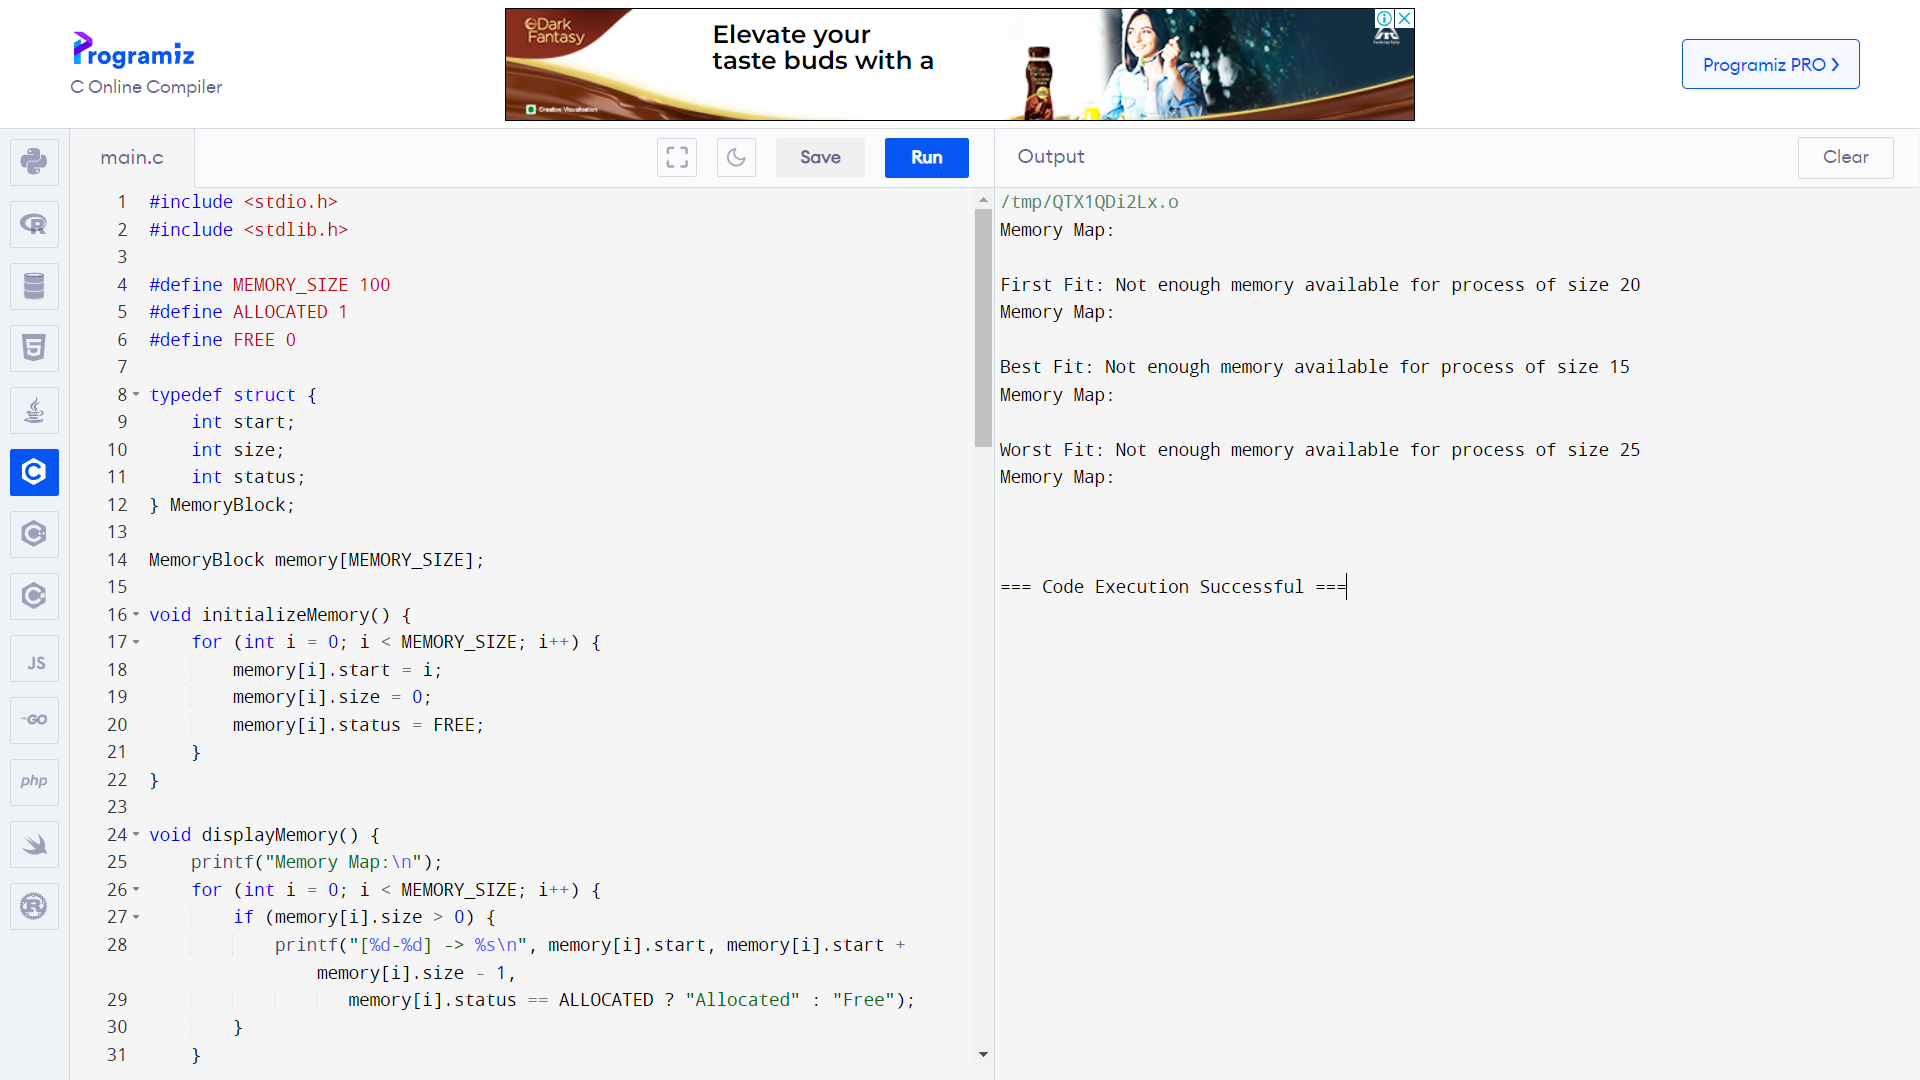 Programiz
C Online Compiler
Dark
Fantasy
Elevate your
taste buds with a
Creative Visualisation
Programiz PRO
main.c
Save
Run
Output
Clear
1 #include <stdio.h>
2 #include <stdlib.h>
3
4 #define MEMORY_SIZE 100
5 #define ALLOCATED 1
6 #define FREE 0
7
8 typedef struct {
9 int start;
10 int size;
11 int status;
12 } MemoryBlock;
13
14 MemoryBlock memory[MEMORY_SIZE];
15
16 void initializeMemory() {
17 for (int i = 0; i < MEMORY_SIZE; i++) {
18 memory[i].start = i;
19 memory[i].size = 0;
20 memory[i].status = FREE;
21 }
22 }
23
24 void displayMemory() {
25 printf("Memory Map:\n");
26 for (int i = 0; i < MEMORY_SIZE; i++) {
27 if (memory[i].size > 0) {
28 printf("[%d-%d] -> %s\n", memory[i].start, memory[i].start +
memory[i].size - 1,
29 memory[i].status == ALLOCATED ? "Allocated" : "Free");
30 }
31 }
/tmp/QTX1QDi2Lx.o
Memory Map:
First Fit: Not enough memory available for process of size 20
Memory Map:
Best Fit: Not enough memory available for process of size 15
Memory Map:
Worst Fit: Not enough memory available for process of size 25
Memory Map:
=== Code Execution Successful ===
R
5
C
C
C
JS
GO
php
R